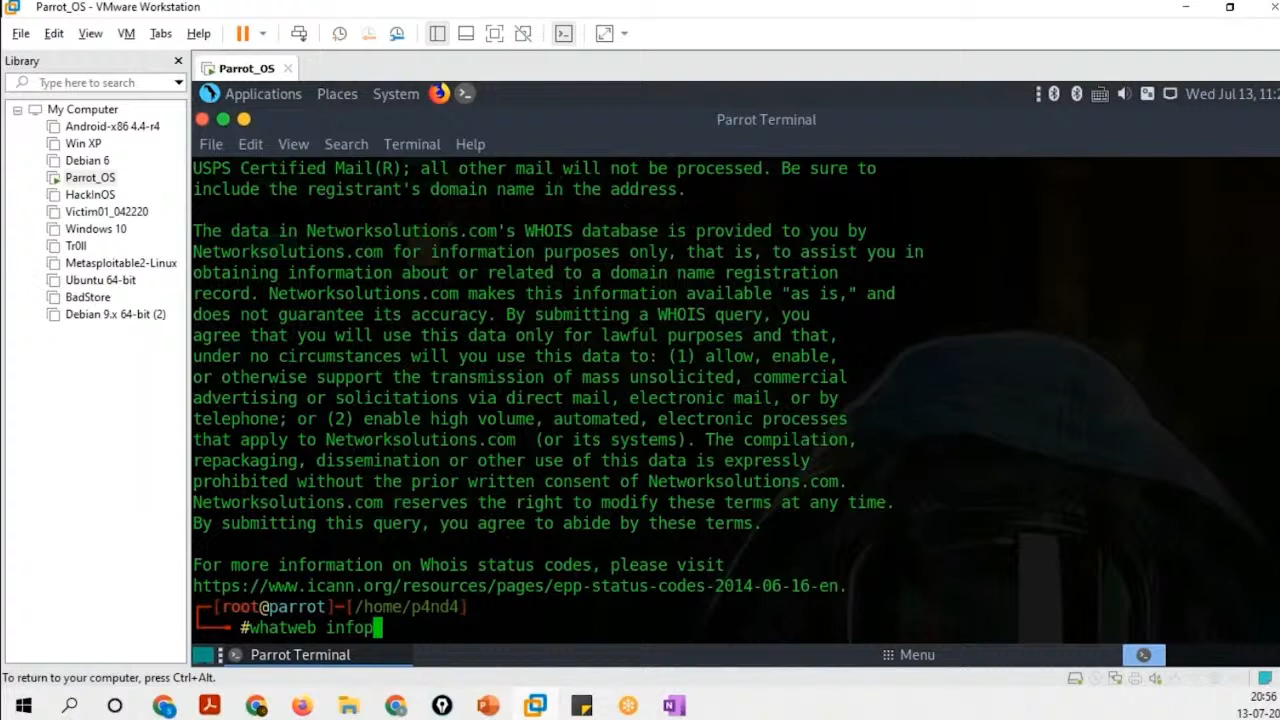 Parrot_OS - VMware Workstation
File Edit View VM Tabs Help
Library
Type here to search
My Computer
Android-x86 4.4-r4
Win XP
Debian 6
Parrot_OS
HackInOS
Victim01_042220
Windows 10
Tr0ll
Metasploitable2-Linux
Ubuntu 64-bit
BadStore
Debian 9.x 64-bit (2)
Parrot_OS
Applications Places System
Wed Jul 13, 11:2
Parrot Terminal
File Edit View Search Terminal Help
USPS Certified Mail(R); all other mail will not be processed. Be sure to
include the registrant's domain name in the address.
The data in Networksolutions.com's WHOIS database is provided to you by
Networksolutions.com for information purposes only, that is, to assist you in
obtaining information about or related to a domain name registration
record. Networksolutions.com makes this information available "as is," and
does not guarantee its accuracy. By submitting a WHOIS query, you
agree that you will use this data only for lawful purposes and that,
under no circumstances will you use this data to: (1) allow, enable,
or otherwise support the transmission of mass unsolicited, commercial
advertising or solicitations via direct mail, electronic mail, or by
telephone; or (2) enable high volume, automated, electronic processes
that apply to Networksolutions.com (or its systems). The compilation,
repackaging, dissemination or other use of this data is expressly
prohibited without the prior written consent of Networksolutions.com.
Networksolutions.com reserves the right to modify these terms at any time.
By submitting this query, you agree to abide by these terms.
For more information on Whois status codes, please visit
https://www.icann.org/resources/pages/epp-status-codes-2014-06-16-en.
[root@parrot]-[/home/p4nd4]
#whatweb infop
Parrot Terminal
Menu
To return to your computer, press Ctrl+Alt.
20:56
13-07-20